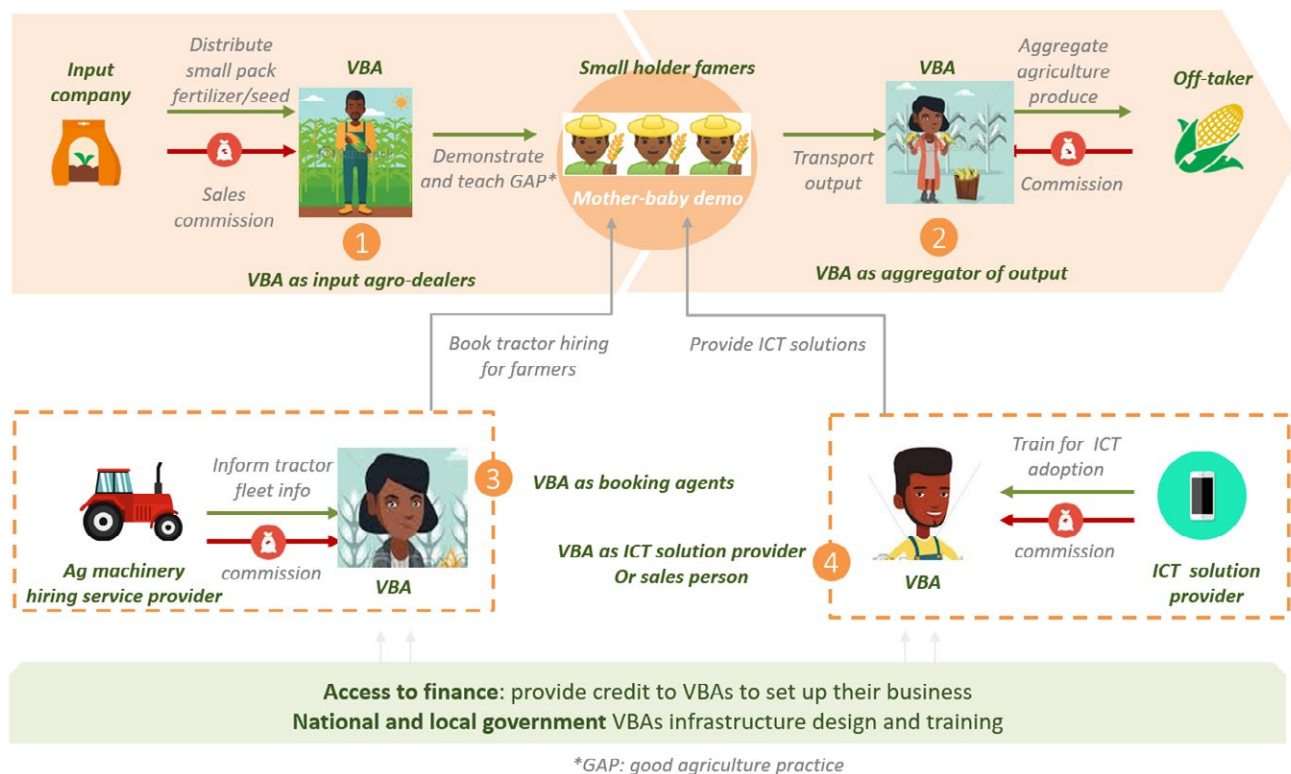 Input
company
Distribute
small pack
fertilizer/seed
Sales
commission
VBA
1
VBA as input agro-dealers
Demonstrate
and teach GAP*
Small holder famers
Mother-baby demo
Transport
output
VBA
2
VBA as aggregator of output
Aggregate
agriculture
produce
Commission
Off-taker
Book tractor hiring
for farmers
Provide ICT solutions
Ag machinery
hiring service provider
Inform tractor
fleet info
commission
VBA
3
VBA as booking agents
VBA as ICT solution provider
Or sales person
4
VBA
Train for ICT
adoption
commission
ICT solution
provider
Access to finance: provide credit to VBAs to set up their business
National and local government VBAs infrastructure design and training
*GAP: good agriculture practice